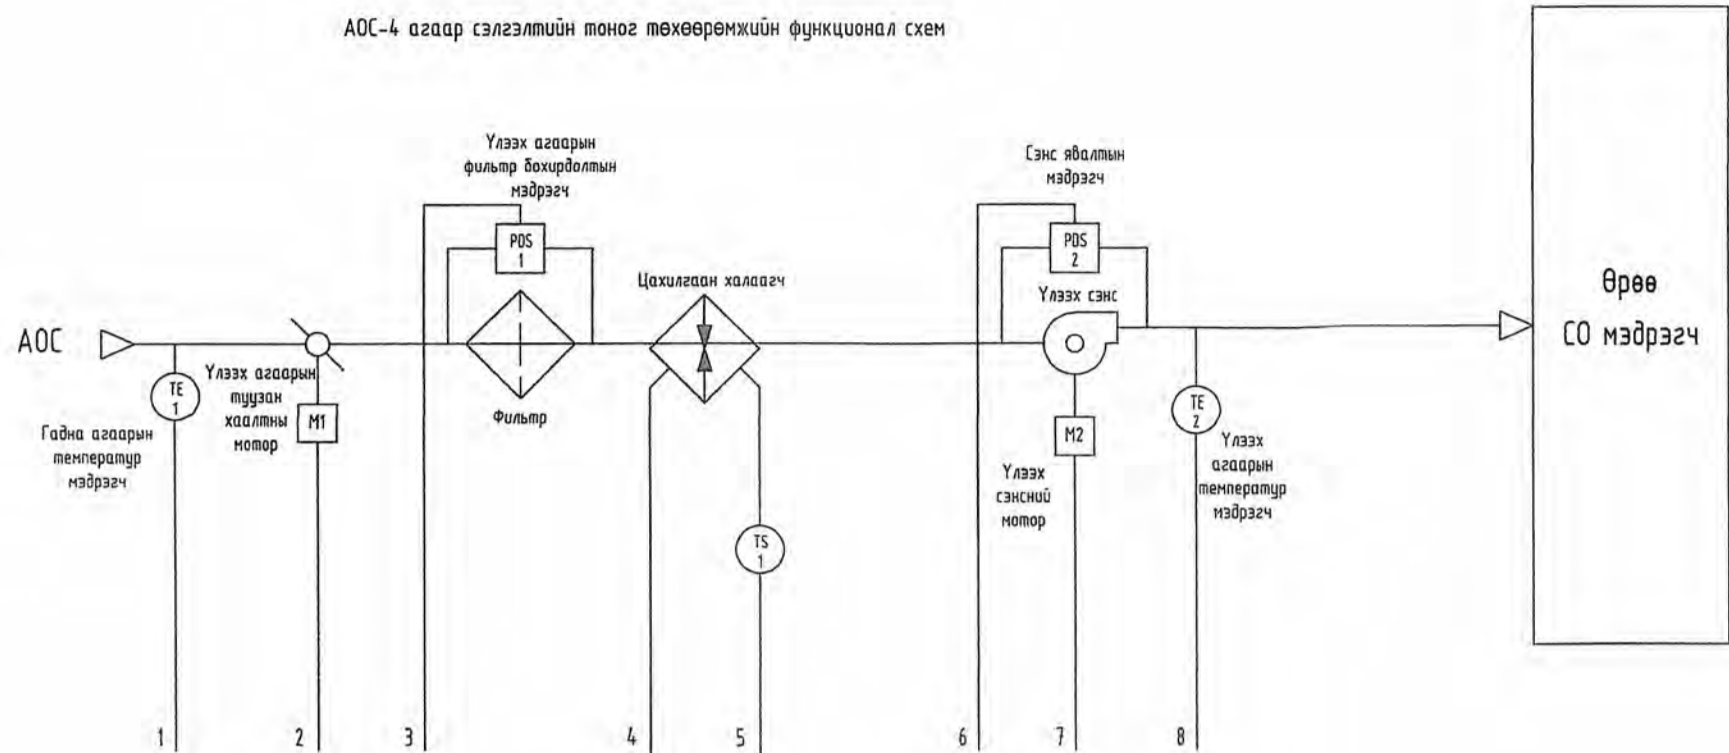 АОС-4 агаар сэлгэлтийн тоног төхөөрөмжийн функционал схем
Үлээх агаарын
фильтр бохирдолтын
мэдрэгч
PDS
1
Сэнс явалтын
мэдрэгч
PDS
2
Цахилгаан халаагч
Үлээх сэнс
Өрөө
CO мэдрэгч
АОС
TE
1
Гадна агаарын
температур
мэдрэгч
Үлээх агаарын
туузан
хаалтны
мотор
M1
Фильтр
TS
1
M2
Үлээх
сэнсний
мотор
TE
2
Үлээх
агаарын
температур
мэдрэгч
1 2 3 4 5 6 7 8